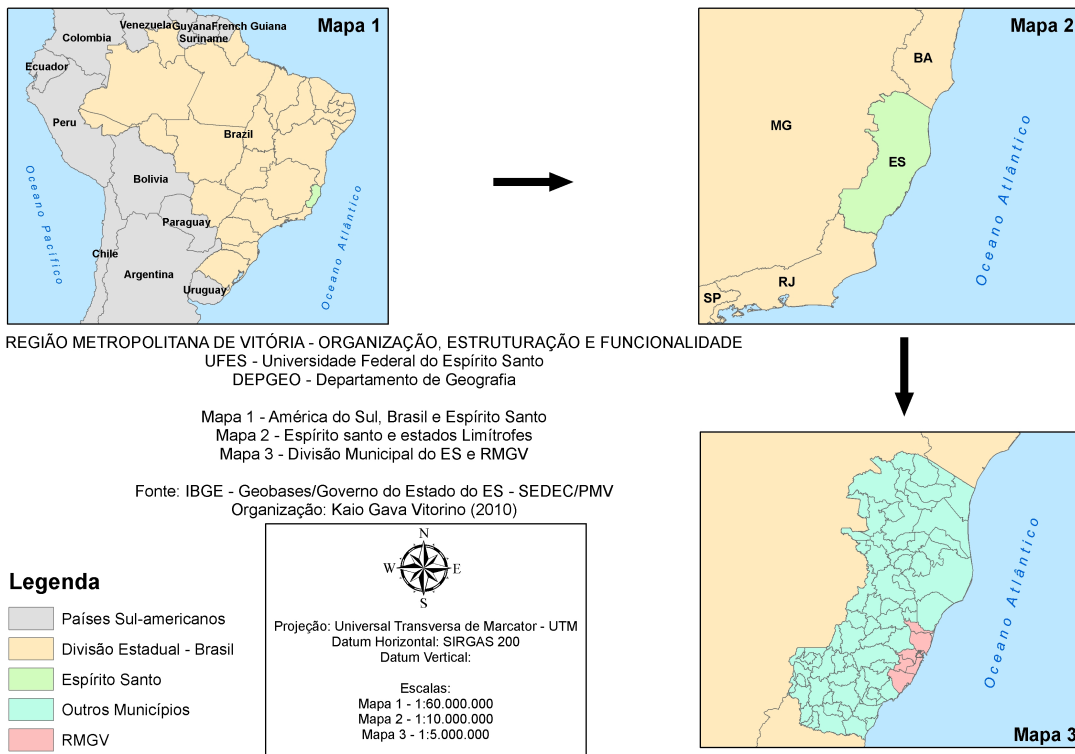 Mapa 1
Venezuela
Guyana
French Guiana
Suriname
Colombia
Ecuador
Peru
Brazil
Bolivia
Paraguay
Chile
Argentina
Uruguay
Oceano Pacífico
Oceano Atlântico
Mapa 2
BA
MG
ES
RJ
SP
Oceano Atlântico
REGIÃO METROPOLITANA DE VITÓRIA - ORGANIZAÇÃO, ESTRUTURAÇÃO E FUNCIONALIDADE
UFES - Universidade Federal do Espírito Santo
DEPGEO - Departamento de Geografia
Mapa 1 - América do Sul, Brasil e Espírito Santo
Mapa 2 - Espírito santo e estados Limítrofes
Mapa 3 - Divisão Municipal do ES e RMGV
Fonte: IBGE - Geobases/Governo do Estado do ES - SEDEC/PMV
Organização: Kaio Gava Vitorino (2010)
Legenda
Países Sul-americanos
Divisão Estadual - Brasil
Espírito Santo
Outros Municípios
RMGV
N
W
E
S
Projeção: Universal Transversa de Marcator - UTM
Datum Horizontal: SIRGAS 200
Datum Vertical:
Escalas:
Mapa 1 - 1:60.000.000
Mapa 2 - 1:10.000.000
Mapa 3 - 1:5.000.000
Oceano Atlântico
Mapa 3